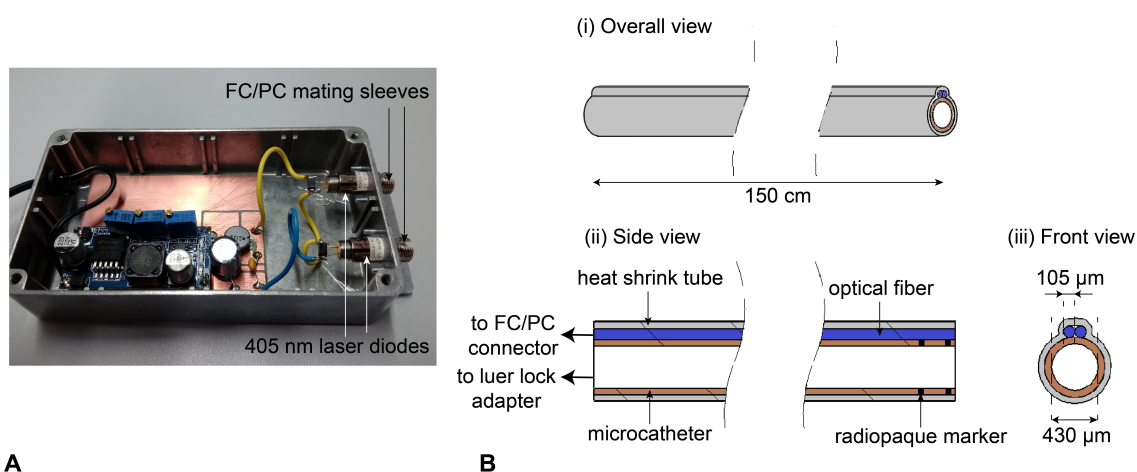 FC/PC mating sleeves
405 nm laser diodes
A
(i) Overall view
150 cm
(ii) Side view
heat shrink tube
optical fiber
to FC/PC
connector
to luer lock
adapter
microcatheter
radiopaque marker
(iii) Front view
105 µm
430 µm
B